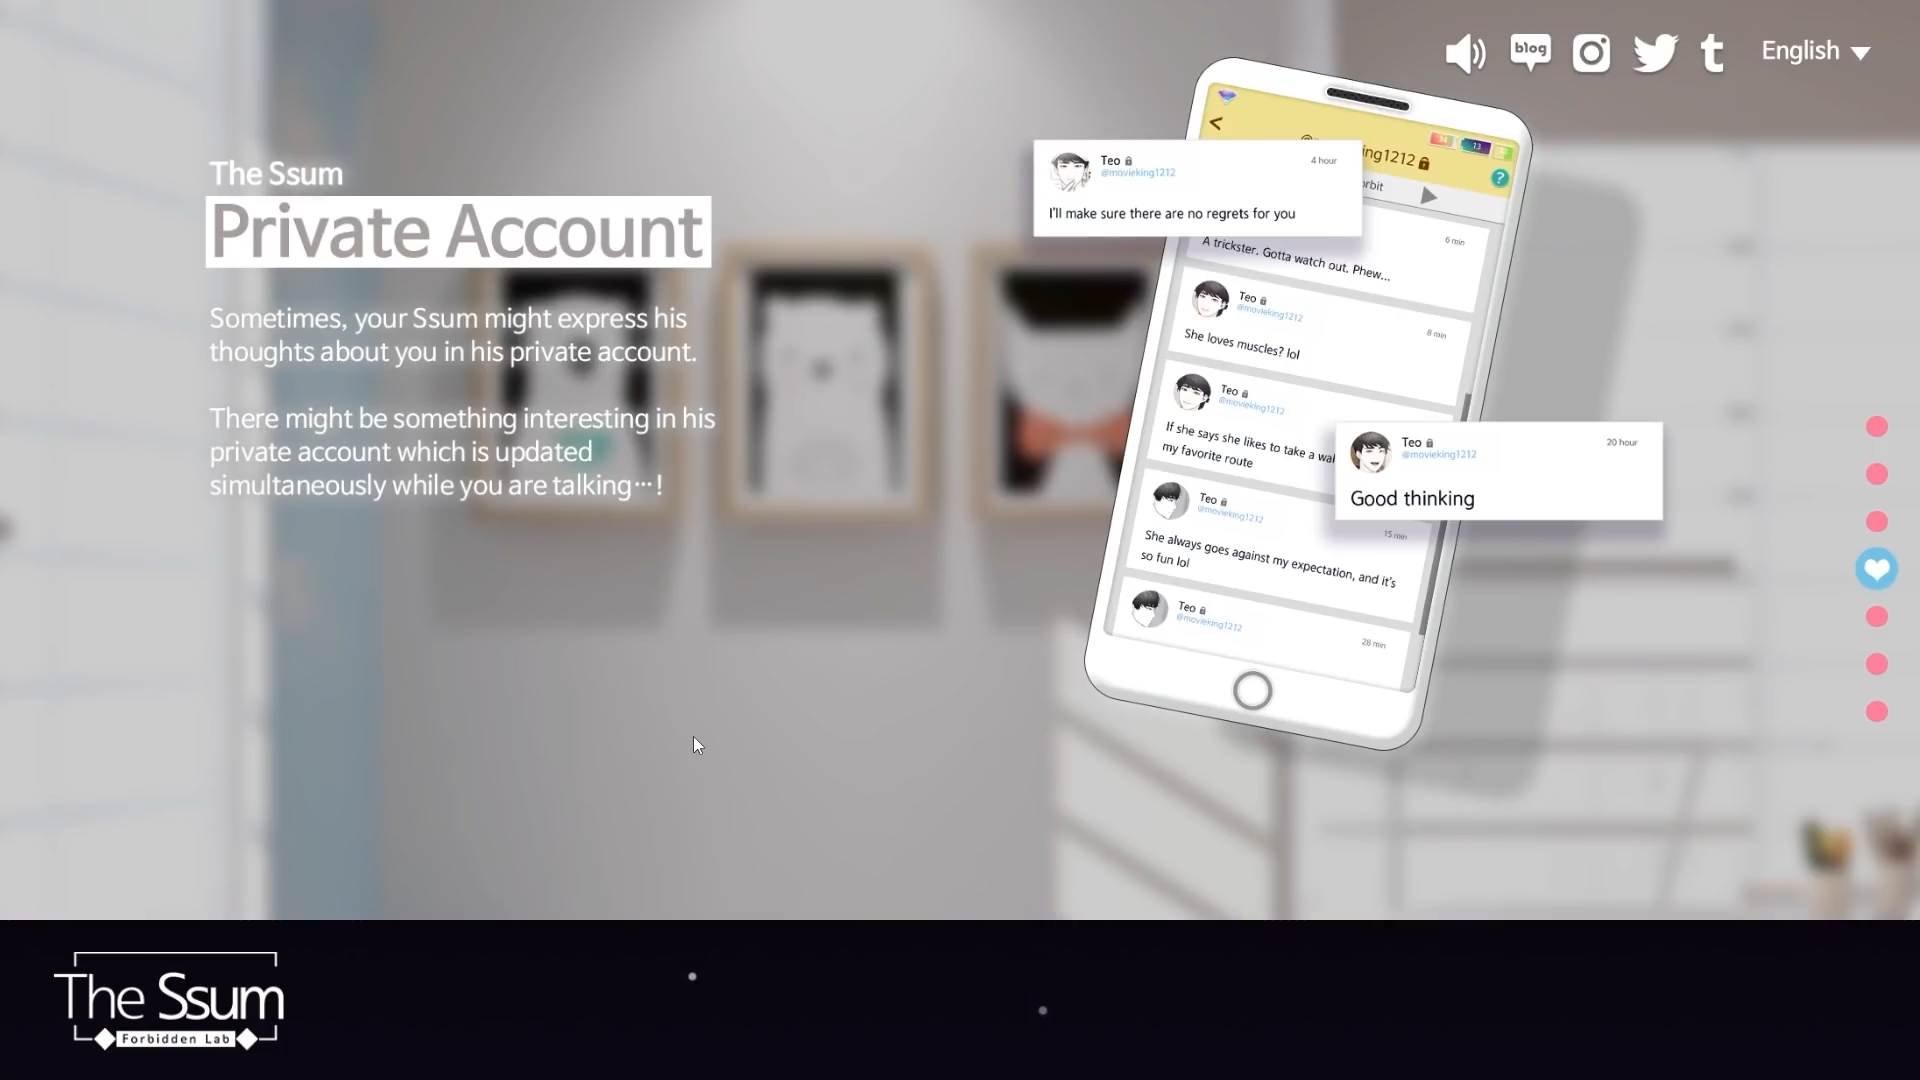 blog
English
The Ssum
Private Account
Sometimes, your Ssum might express his
thoughts about you in his private account.
There might be something interesting in his
private account which is updated
simultaneously while you are talking…!
13
ing1212
?
orbit
Teo
4 hour
@movieking1212
I'll make sure there are no regrets for you
6 min
A trickster. Gotta watch out. Phew...
Teo
@movieking1212
8 min
She loves muscles? lol
Teo
@movieking1212
If she says she likes to take a wal
my favorite route
Teo
20 hour
@movieking1212
Good thinking
Teo
@movieking1212
15 min
She always goes against my expectation, and it's
so fun lol
Teo
@movieking1212
28 min
The Ssum
Forbidden Lab